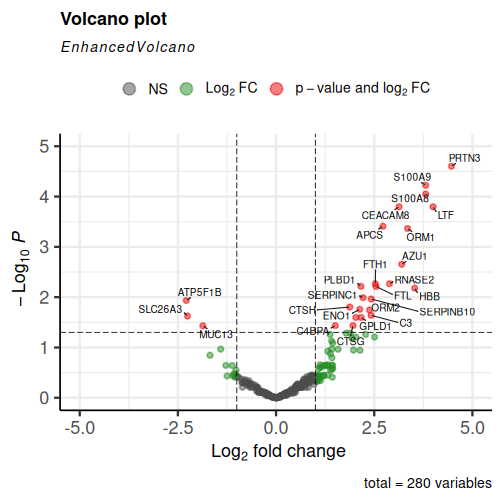 Volcano plot
EnhancedVolcano
NS
Log₂ FC
p − value and log₂ FC
− Log₁₀ P
5
4
3
2
1
0
PRTN3
S100A9
S100A8
LTF
CEACAM8
APCS
ORM1
AZU1
FTH1
PLBD1
RNASE2
SERPINC1
FTL
HBB
ATP5F1B
SLC26A3
MUC13
CTSH
ORM2
SERPINB10
ENO1
C3
GPLD1
C4BPA
CTSG
-5.0
-2.5
0.0
2.5
5.0
Log₂ fold change
total = 280 variables